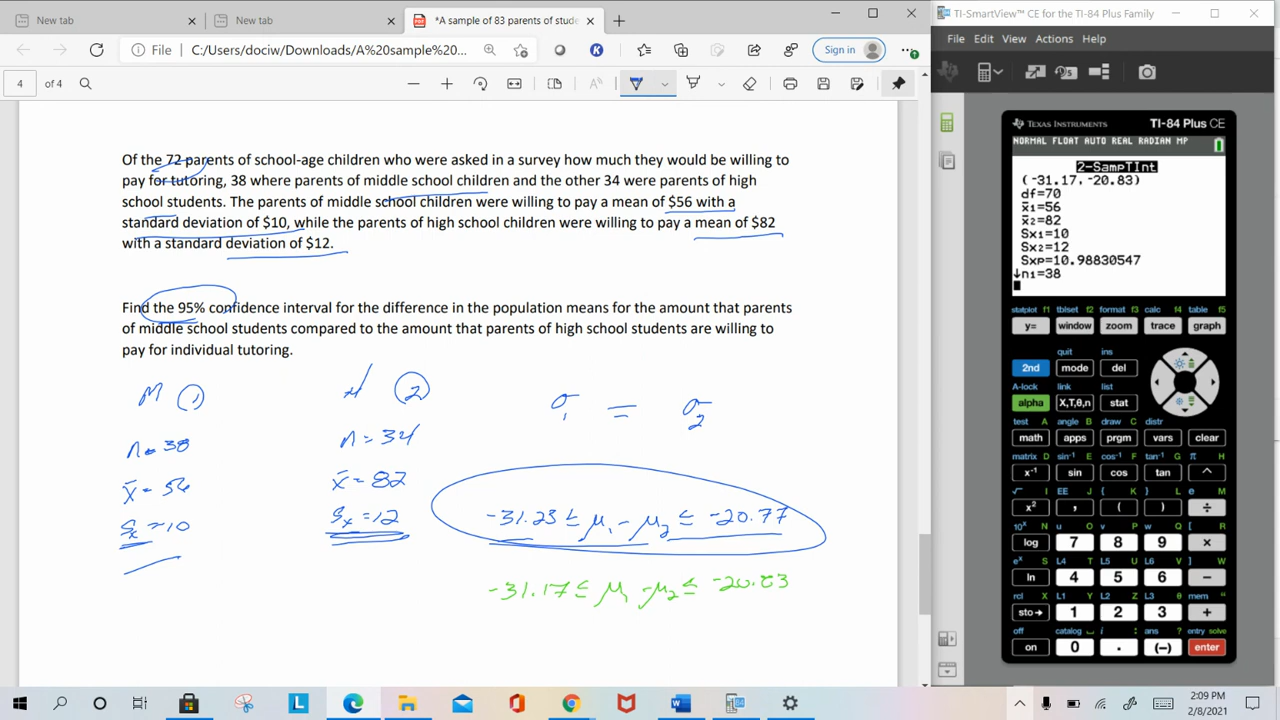 New tab
New tab
*A sample of 83 parents of stude
TI-SmartView™ CE for the TI-84 Plus Family
File
C:/Users/dociw/Downloads/A%20sample%20...
Sign in
File Edit View Actions Help
4 of 4
Of the 72 parents of school-age children who were asked in a survey how much they would be willing to
pay for tutoring, 38 where parents of middle school children and the other 34 were parents of high
school students. The parents of middle school children were willing to pay a mean of $56 with a
standard deviation of $10, while the parents of high school children were willing to pay a mean of $82
with a standard deviation of $12.
Find the 95% confidence interval for the difference in the population means for the amount that parents
of middle school students compared to the amount that parents of high school students are willing to
pay for individual tutoring.
M 1
n = 38
x̄ = 56
Sx = 10
H 2
n = 34
x̄ = 82
Sx = 12
σ1 = σ2
-31.23 ≤ μ1 - μ2 ≤ -20.77
-31.17 ≤ μ1 - μ2 ≤ -20.83
TEXAS INSTRUMENTS TI-84 Plus CE
NORMAL FLOAT AUTO REAL RADIAN MP
2-SampTInt
(-31.17,-20.83)
df=70
x̄1=56
x̄2=82
Sx1=10
Sx2=12
Sxp=10.98830547
↓n1=38
statplot f1 tblset f2 format f3 calc f4 table f5
y= window zoom trace graph
quit ins
2nd mode del
A-lock link list
alpha X,T,θ,n stat
test A angle B draw C distr
math apps prgm vars clear
matrix D sin⁻¹ E cos⁻¹ F tan⁻¹ G π H
x⁻¹ sin cos tan ^
√ I EE J { K } L e M
x² , ( ) ÷
10ˣ N u O v P w Q [ R
log 7 8 9 ×
eˣ S L4 T L5 U L6 V ] W
ln 4 5 6 −
rcl X L1 Y L2 Z L3 θ mem "
sto→ 1 2 3 +
off catalog i : ans ? entry solve
on 0 . (−) enter
2:09 PM
2/8/2021